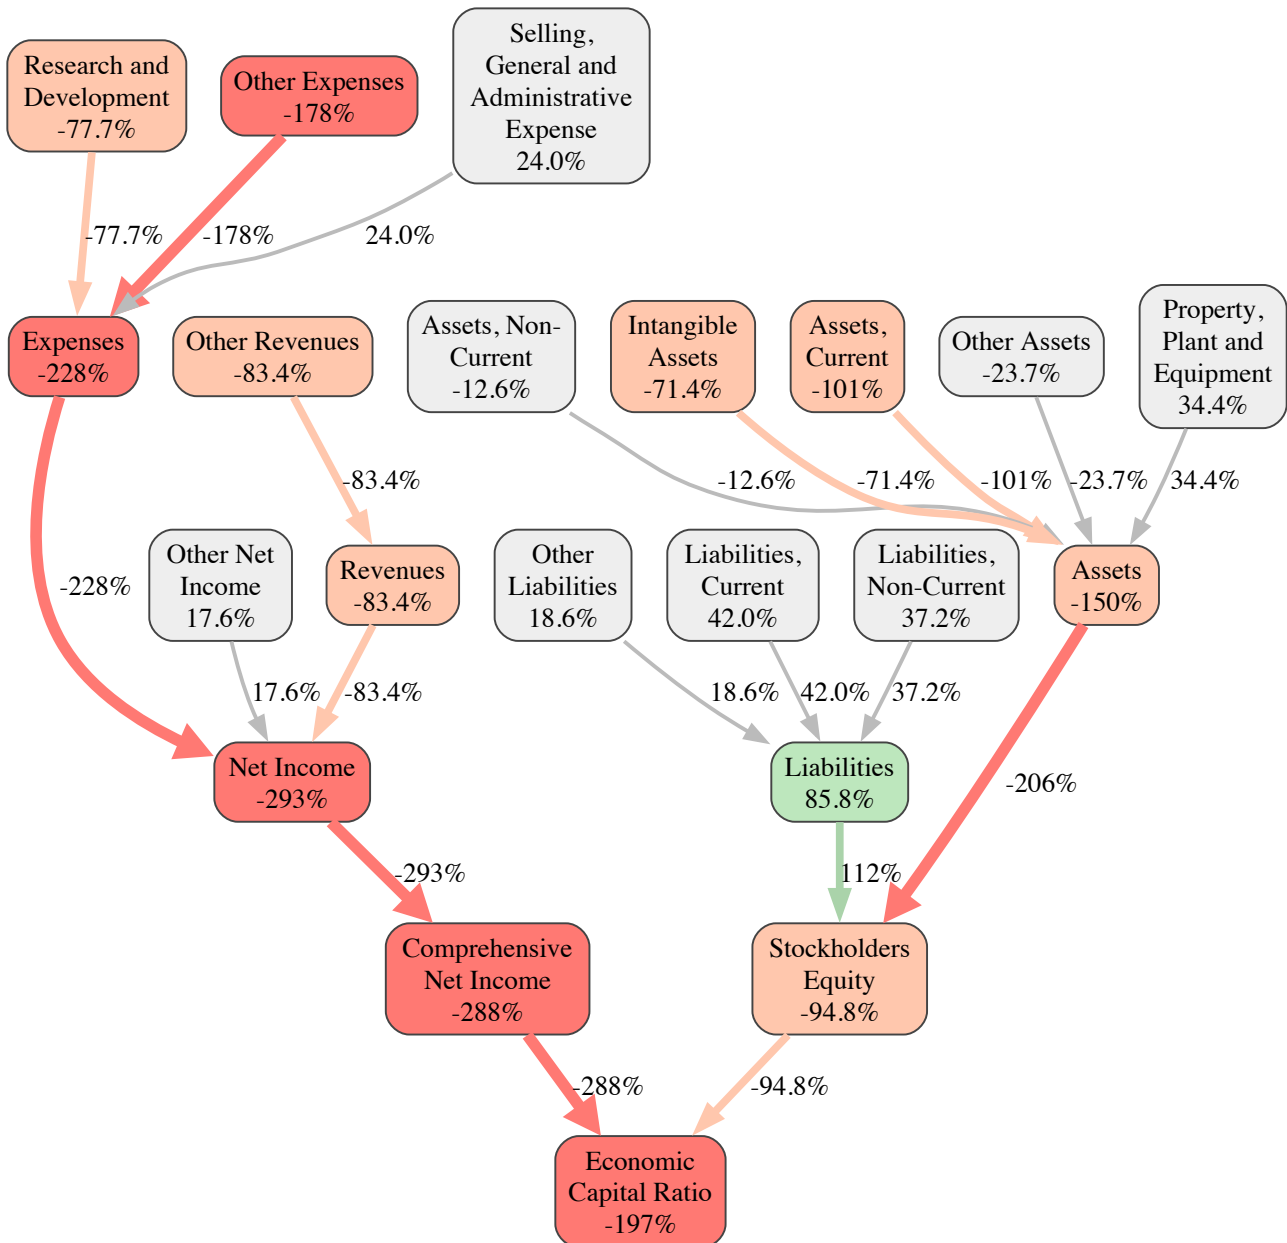 Research and
Development
-77.7%
Other Expenses
-178%
Selling,
General and
Administrative
Expense
24.0%
-77.7%
-178%
24.0%
Expenses
-228%
Other Revenues
-83.4%
Assets, Non-
Current
-12.6%
Intangible
Assets
-71.4%
Assets,
Current
-101%
Other Assets
-23.7%
Property,
Plant and
Equipment
34.4%
-83.4%
-12.6%
-71.4%
-101%
-23.7%
34.4%
-228%
Other Net
Income
17.6%
Revenues
-83.4%
Other
Liabilities
18.6%
Liabilities,
Current
42.0%
Liabilities,
Non-Current
37.2%
Assets
-150%
17.6%
-83.4%
18.6%
42.0%
37.2%
-206%
Net Income
-293%
Liabilities
85.8%
-293%
112%
Comprehensive
Net Income
-288%
Stockholders
Equity
-94.8%
-288%
-94.8%
Economic
Capital Ratio
-197%